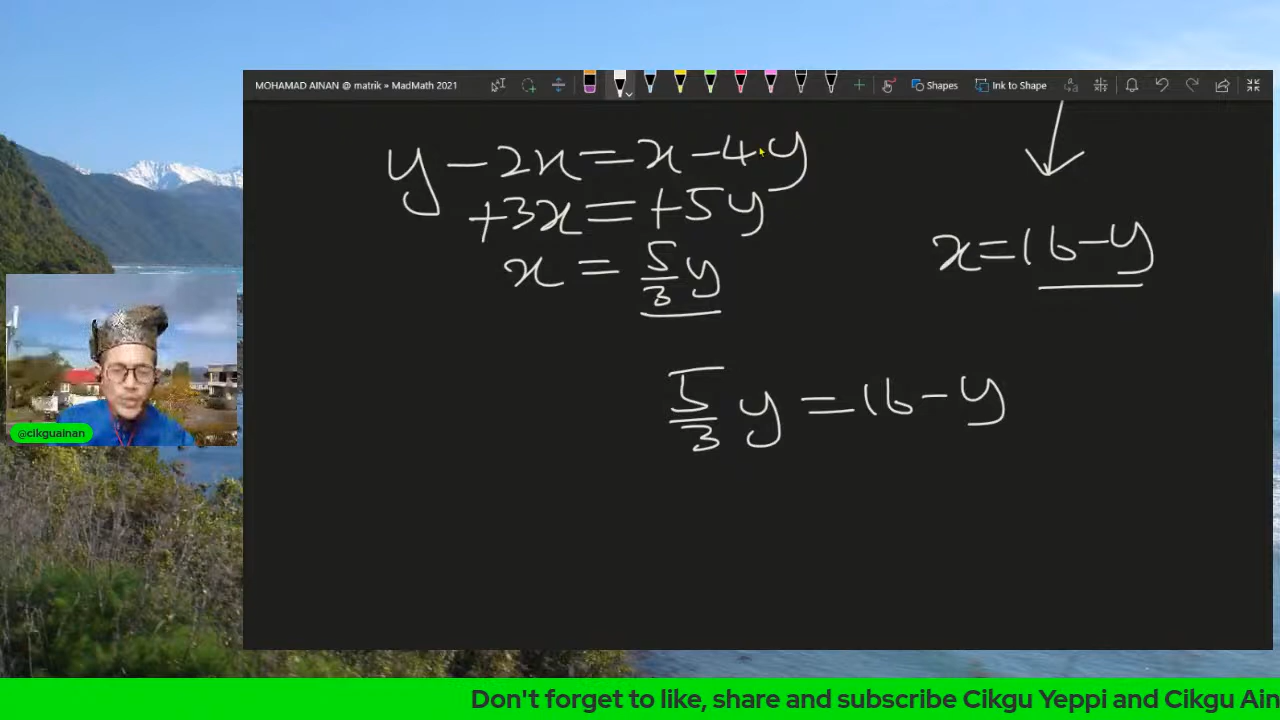 MOHAMAD AINAN @ matrik » MadMath 2021
Shapes
Ink to Shape
y - 2x = x - 4y
+3x = +5y
x = 5/3 y
x = 16 - y
5/3 y = 16 - y
@cikguainan
Don't forget to like, share and subscribe Cikgu Yeppi and Cikgu Ain